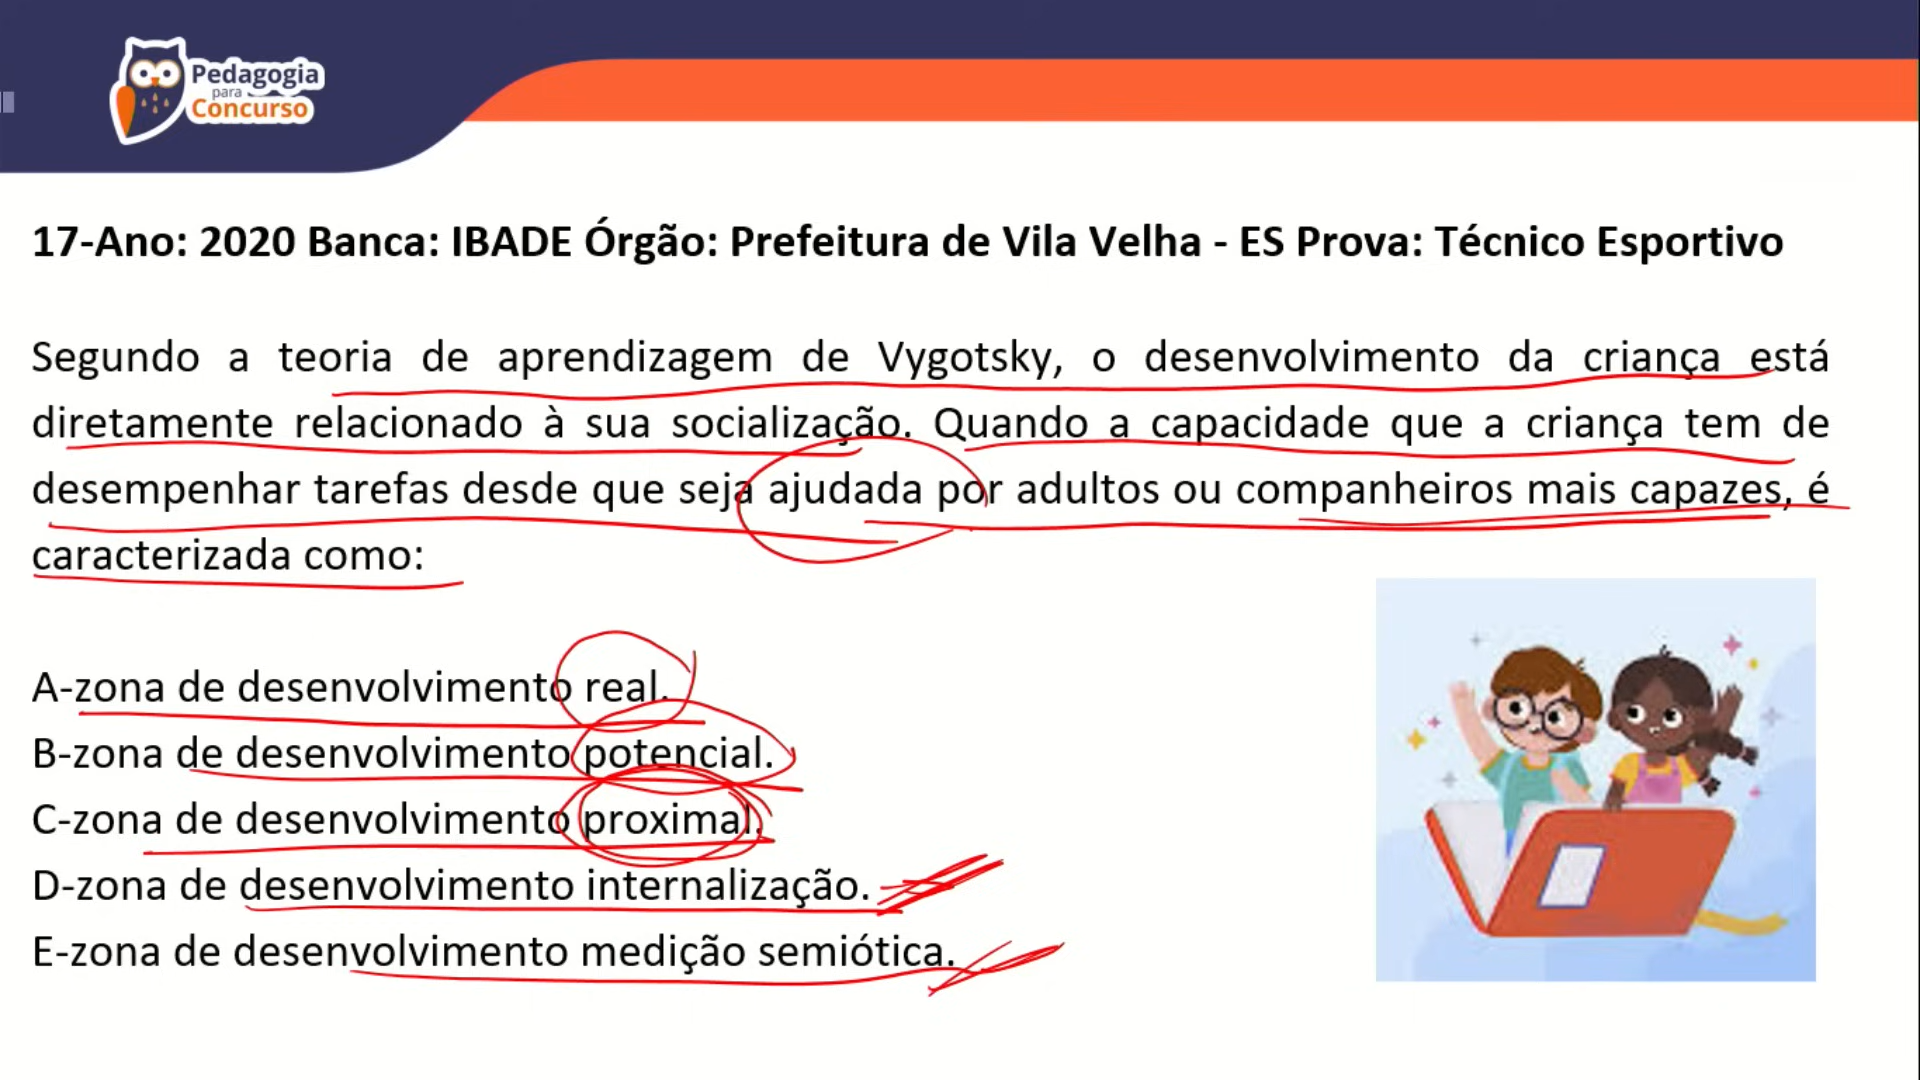 Pedagogia
para
Concurso
17-Ano: 2020 Banca: IBADE Órgão: Prefeitura de Vila Velha - ES Prova: Técnico Esportivo
Segundo a teoria de aprendizagem de Vygotsky, o desenvolvimento da criança está
diretamente relacionado à sua socialização. Quando a capacidade que a criança tem de
desempenhar tarefas desde que seja ajudada por adultos ou companheiros mais capazes, é
caracterizada como:
A-zona de desenvolvimento real.
B-zona de desenvolvimento potencial.
C-zona de desenvolvimento proximal.
D-zona de desenvolvimento internalização.
E-zona de desenvolvimento medição semiótica.